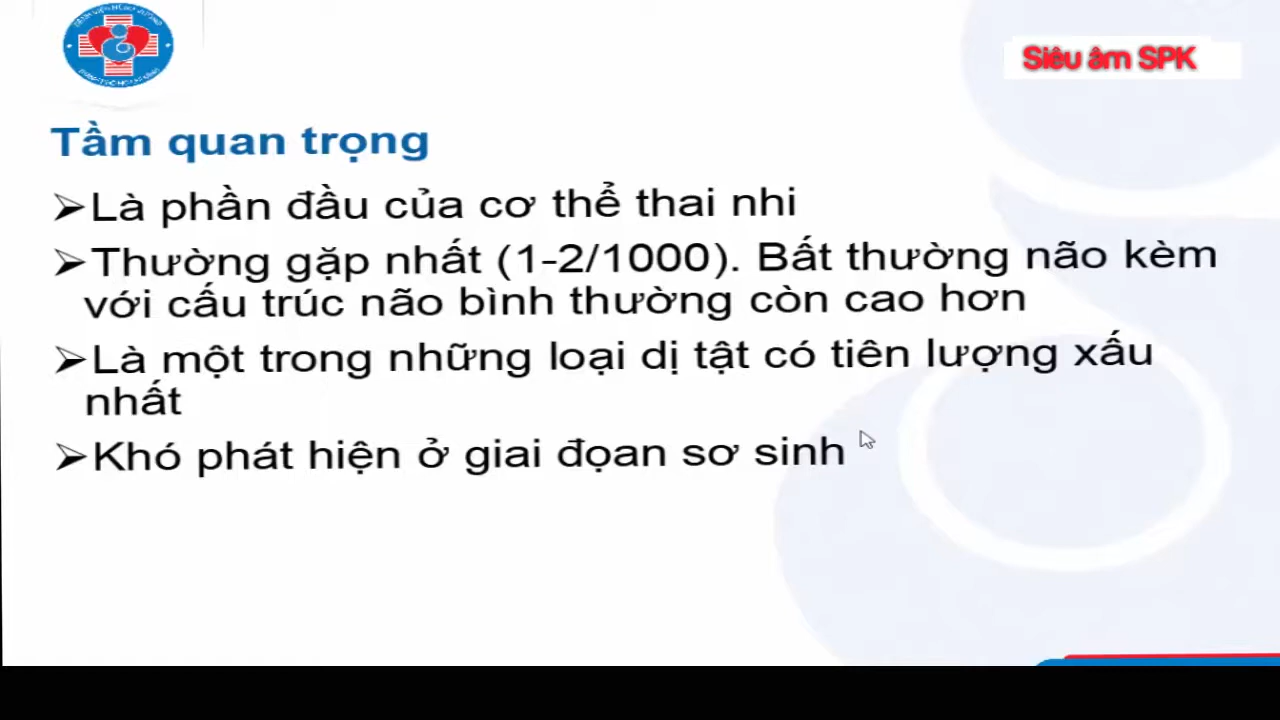 Siêu âm SPK
Tầm quan trọng
➢Là phần đầu của cơ thể thai nhi
➢Thường gặp nhất (1-2/1000). Bất thường não kèm
với cấu trúc não bình thường còn cao hơn
➢Là một trong những loại dị tật có tiên lượng xấu
nhất
➢Khó phát hiện ở giai đọan sơ sinh